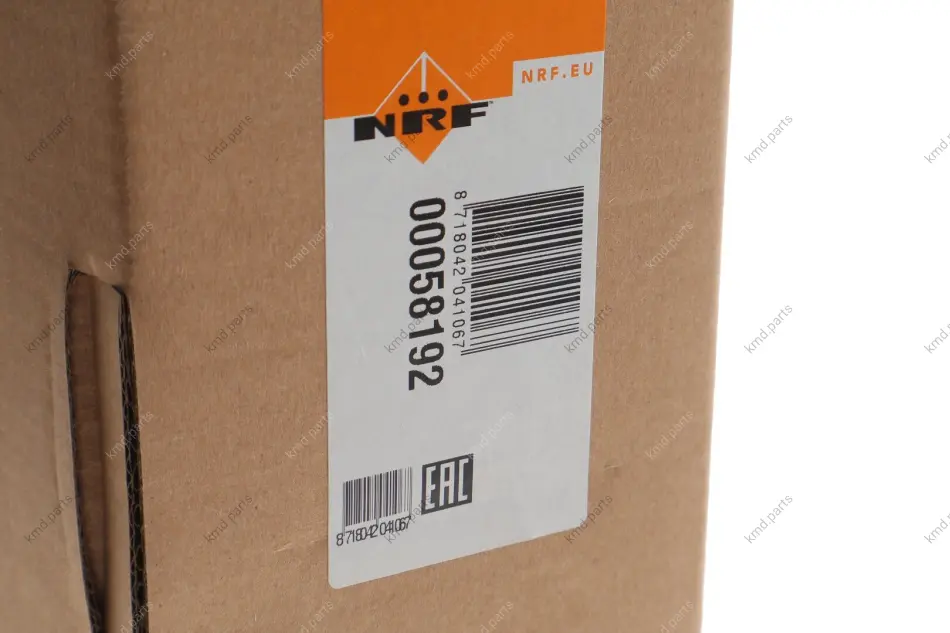 NRF.EU
NRF
8 718042 041067
00058192
EAC
8 718042 041067
kmd.parts